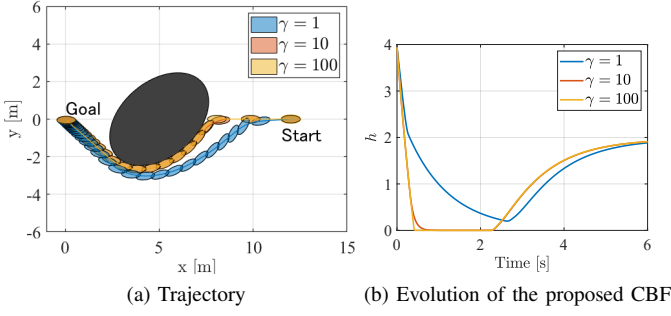 6
4
2
0
-2
-4
-6
y [m]
Goal
Start
γ = 1
γ = 10
γ = 100
0 5 10 15
x [m]
(a) Trajectory
4
3
2
1
0
h
γ = 1
γ = 10
γ = 100
0 2 4 6
Time [s]
(b) Evolution of the proposed CBF